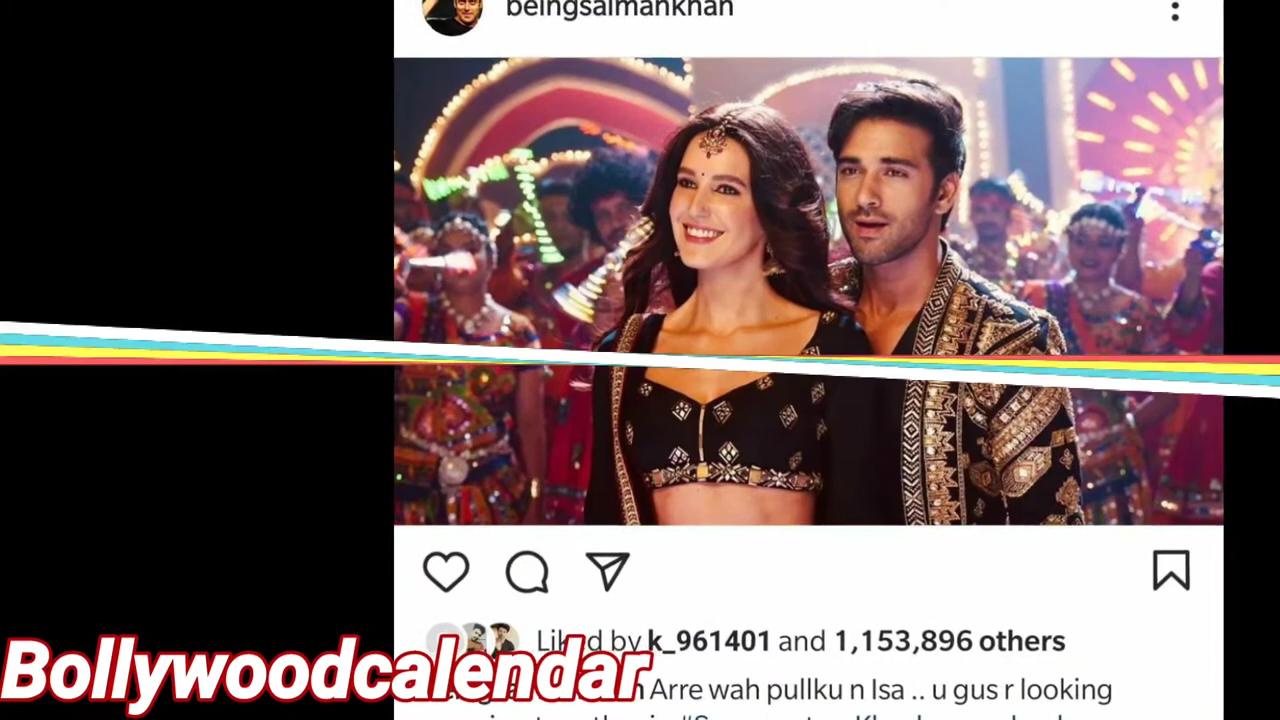 beingsalmankhan
Liked by k_961401 and 1,153,896 others
Arre wah pullku n Isa .. u gus r looking
Bollywoodcalendar